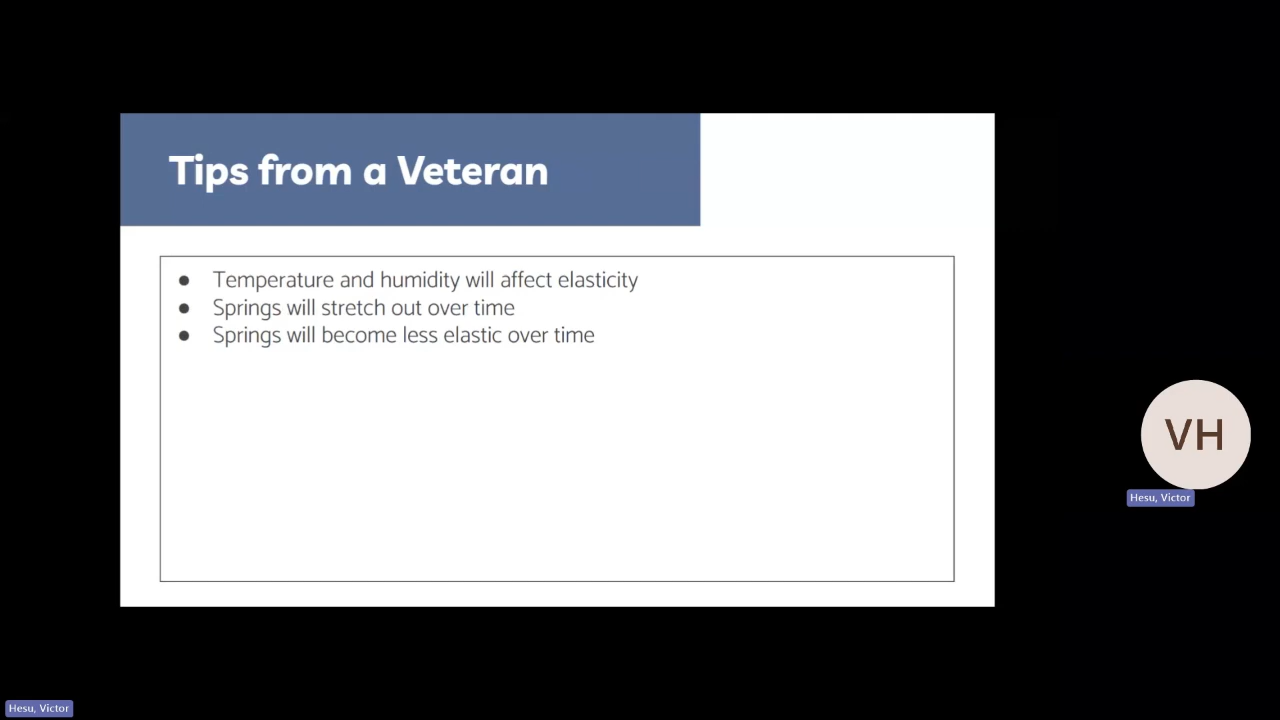 Tips from a Veteran
● Temperature and humidity will affect elasticity
● Springs will stretch out over time
● Springs will become less elastic over time
VH
Hesu, Victor
Hesu, Victor